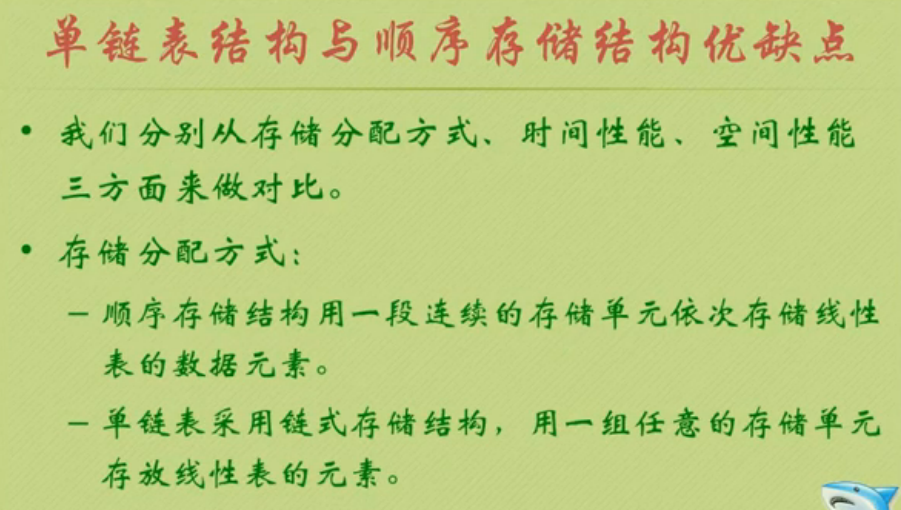 单链表结构与顺序存储结构优缺点
• 我们分别从存储分配方式、时间性能、空间性能
三方面来做对比。
• 存储分配方式：
– 顺序存储结构用一段连续的存储单元依次存储线性
表的数据元素。
– 单链表采用链式存储结构，用一组任意的存储单元
存放线性表的元素。